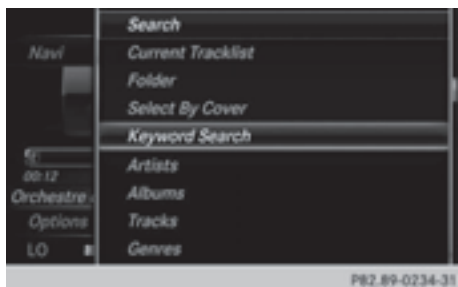 Search
Navi
Current Tracklist
Folder
Select By Cover
Keyword Search
Artists
00:12
Albums
Orchestre
Tracks
Options
Genres
LO
P82.89-0234-31